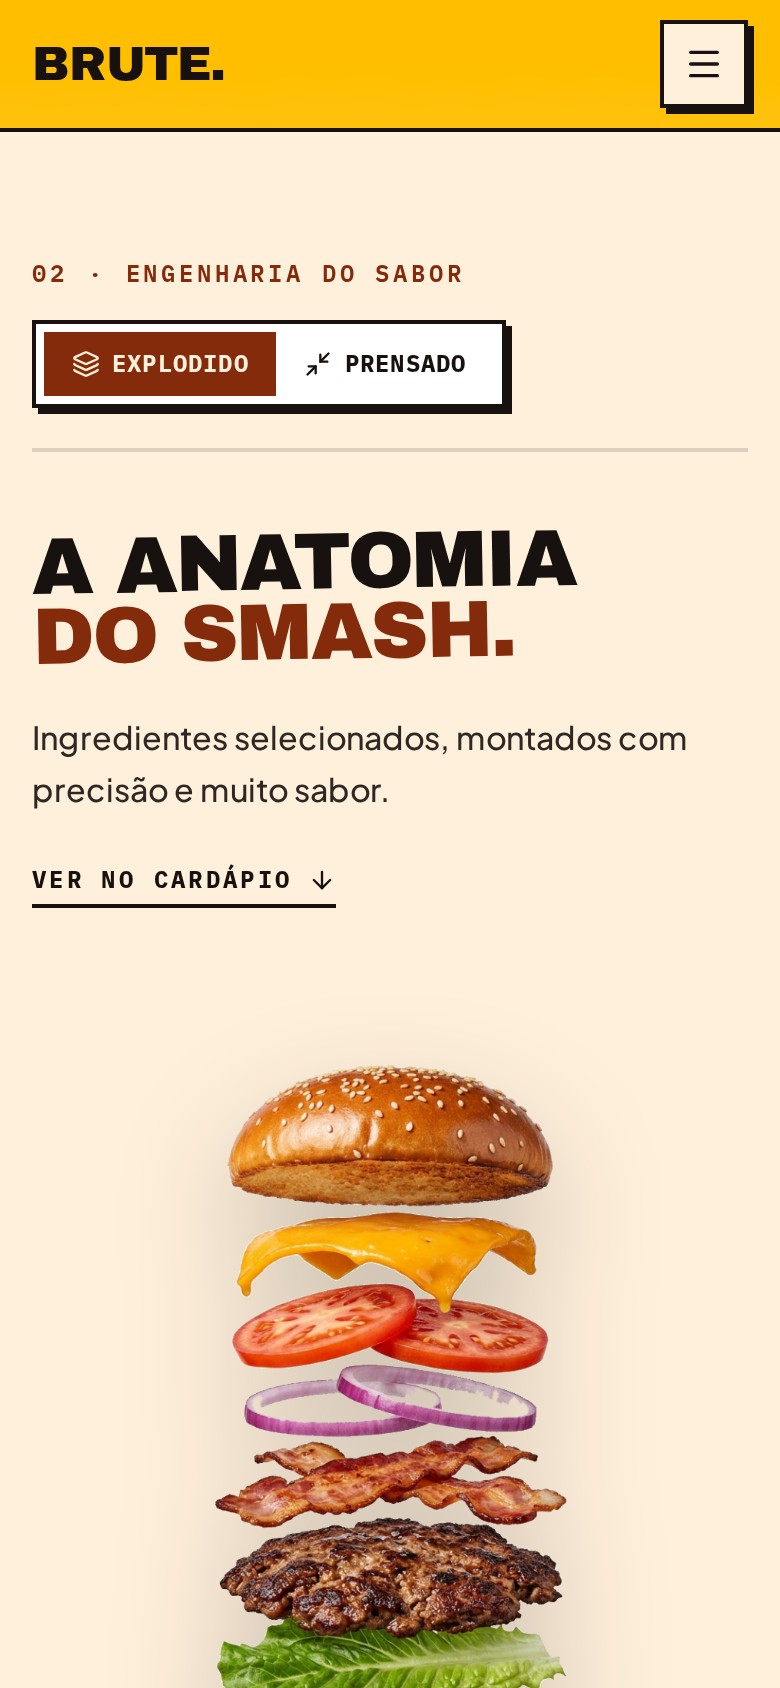 BRUTE.
02 · ENGENHARIA DO SABOR
EXPLODIDO
PRENSADO
A ANATOMIA
DO SMASH.
Ingredientes selecionados, montados com
precisão e muito sabor.
VER NO CARDÁPIO ↓